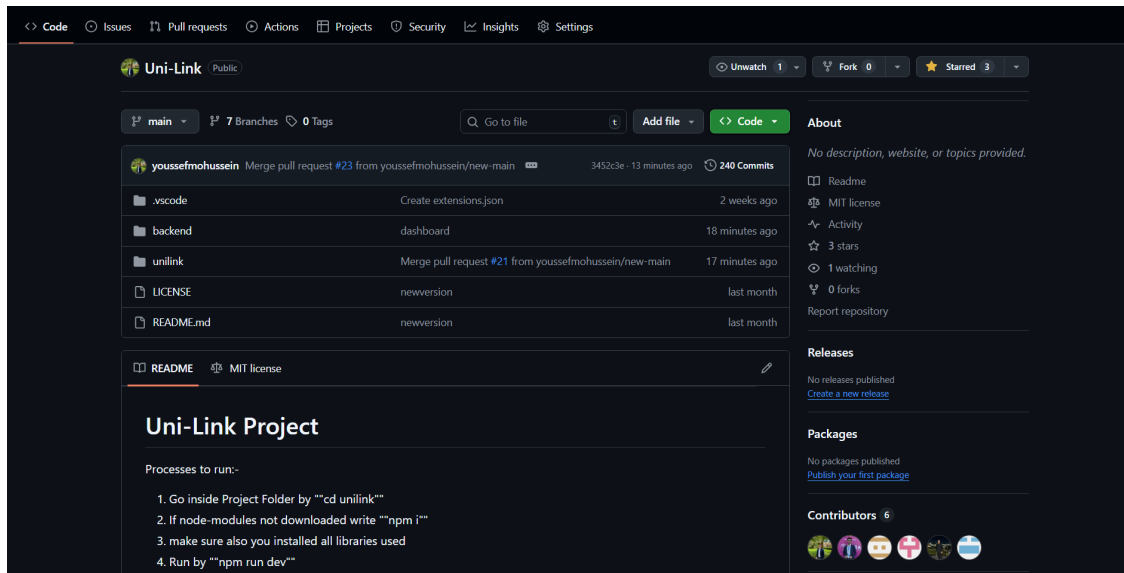 Code Issues Pull requests Actions Projects Security Insights Settings
Uni-Link Public Unwatch 1 Fork 0 Starred 3
main 7 Branches 0 Tags Go to file t Add file Code
youssefmohussein Merge pull request #23 from youssefmohussein/new-main 3452c3e · 13 minutes ago 240 Commits
.vscode Create extensions.json 2 weeks ago
backend dashboard 18 minutes ago
unilink Merge pull request #21 from youssefmohussein/new-main 17 minutes ago
LICENSE newversion last month
README.md newversion last month
README MIT license
Uni-Link Project
Processes to run:-
1. Go inside Project Folder by ""cd unilink""
2. If node-modules not downloaded write ""npm i""
3. make sure also you installed all libraries used
4. Run by ""npm run dev""
About
No description, website, or topics provided.
Readme
MIT license
Activity
3 stars
1 watching
0 forks
Report repository
Releases
No releases published
Create a new release
Packages
No packages published
Publish your first package
Contributors 6